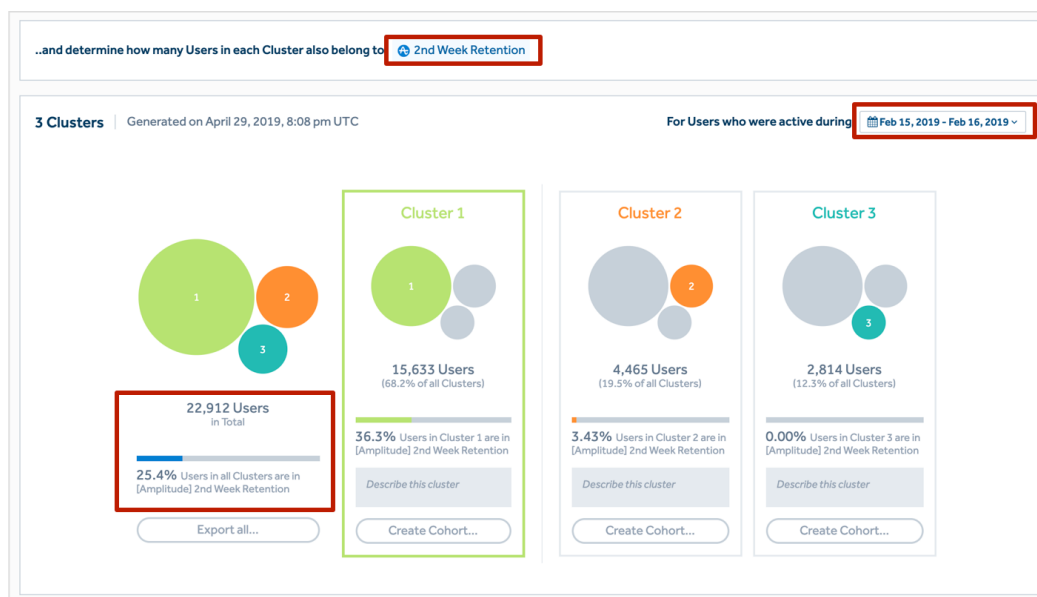 ..and determine how many Users in each Cluster also belong to 2nd Week Retention
3 Clusters Generated on April 29, 2019, 8:08 pm UTC For Users who were active during Feb 15, 2019 - Feb 16, 2019
1
2
3
22,912 Users
in Total
25.4% Users in all Clusters are in
[Amplitude] 2nd Week Retention
Export all...
Cluster 1
1
15,633 Users
(68.2% of all Clusters)
36.3% Users in Cluster 1 are in
[Amplitude] 2nd Week Retention
Describe this cluster
Create Cohort...
Cluster 2
2
4,465 Users
(19.5% of all Clusters)
3.43% Users in Cluster 2 are in
[Amplitude] 2nd Week Retention
Describe this cluster
Create Cohort...
Cluster 3
3
2,814 Users
(12.3% of all Clusters)
0.00% Users in Cluster 3 are in
[Amplitude] 2nd Week Retention
Describe this cluster
Create Cohort...